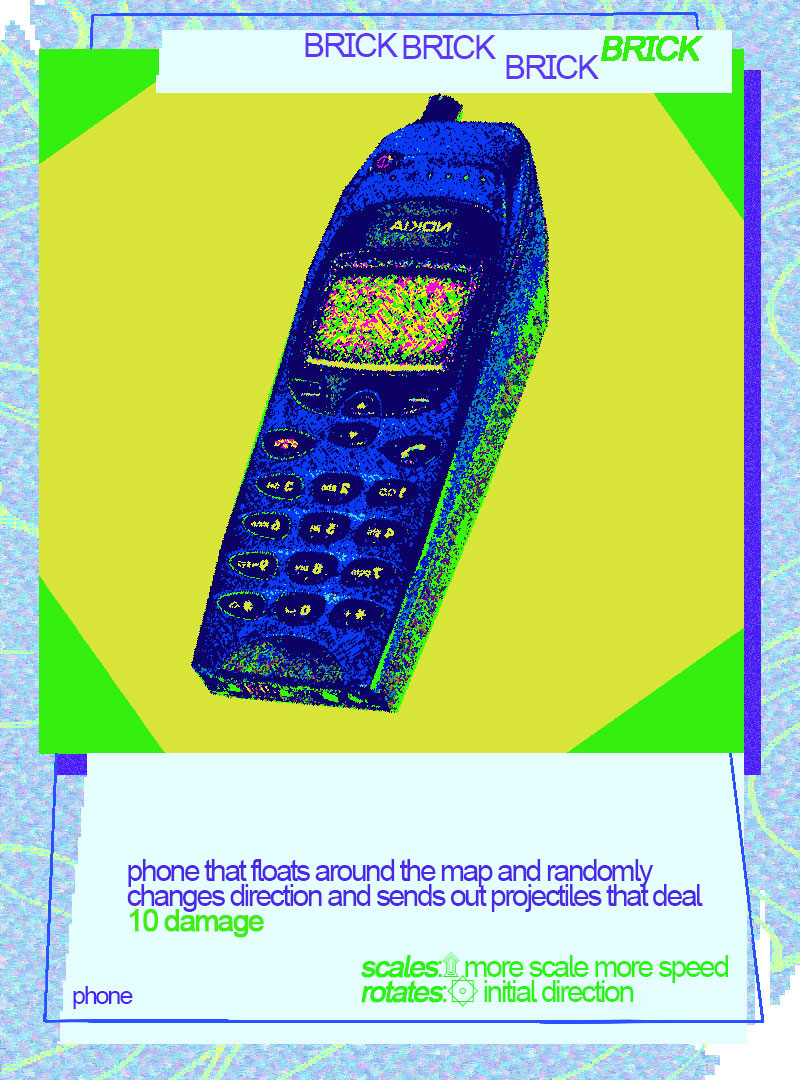 BRICK BRICK BRICK BRICK
NOKIA
phone that floats around the map and randomly
changes direction and sends out projectiles that deal
10 damage
scales:۩ more scale more speed
rotates:۞ initial direction
phone